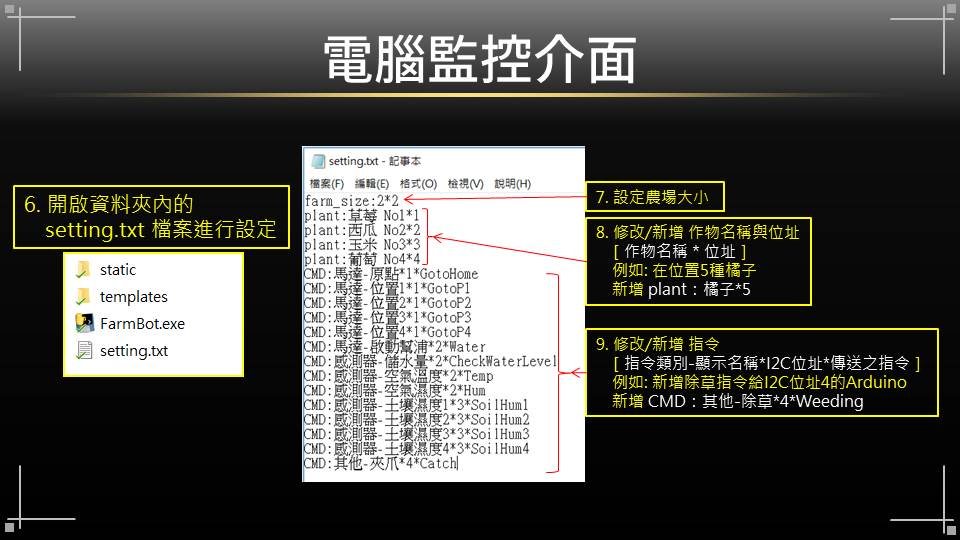 電腦監控介面
6. 開啟資料夾內的
setting.txt 檔案進行設定
static
templates
FarmBot.exe
setting.txt
setting.txt - 記事本
檔案(F) 編輯(E) 格式(O) 檢視(V) 說明(H)
farm_size:2*2
plant:草莓 No1*1
plant:西瓜 No2*2
plant:玉米 No3*3
plant:葡萄 No4*4
CMD:馬達-原點*1*GotoHome
CMD:馬達-位置1*1*GotoP1
CMD:馬達-位置2*1*GotoP2
CMD:馬達-位置3*1*GotoP3
CMD:馬達-位置4*1*GotoP4
CMD:馬達-啟動幫浦*2*Water
CMD:感測器-儲水量*2*CheckWaterLevel
CMD:感測器-空氣溫度*2*Temp
CMD:感測器-空氣濕度*2*Hum
CMD:感測器-土壤濕度1*3*SoilHum1
CMD:感測器-土壤濕度2*3*SoilHum2
CMD:感測器-土壤濕度3*3*SoilHum3
CMD:感測器-土壤濕度4*3*SoilHum4
CMD:其他-夾爪*4*Catch
7. 設定農場大小
8. 修改/新增 作物名稱與位址
[ 作物名稱 * 位址 ]
例如: 在位置5種橘子
新增 plant：橘子*5
9. 修改/新增 指令
[ 指令類別-顯示名稱*I2C位址*傳送之指令 ]
例如: 新增除草指令給I2C位址4的Arduino
新增 CMD：其他-除草*4*Weeding